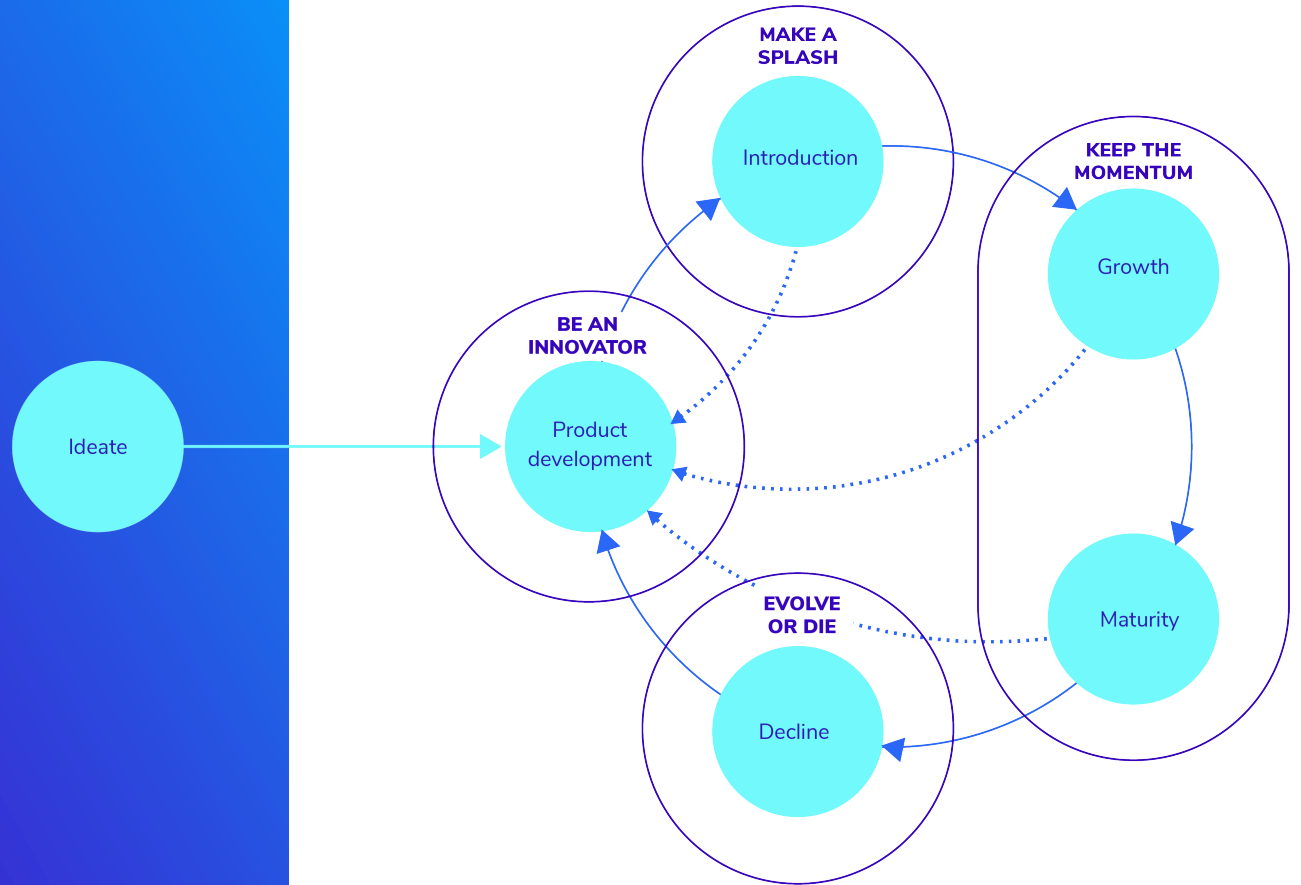 MAKE A
SPLASH
Introduction
KEEP THE
MOMENTUM
Growth
BE AN
INNOVATOR
Product
development
Ideate
EVOLVE
OR DIE
Maturity
Decline